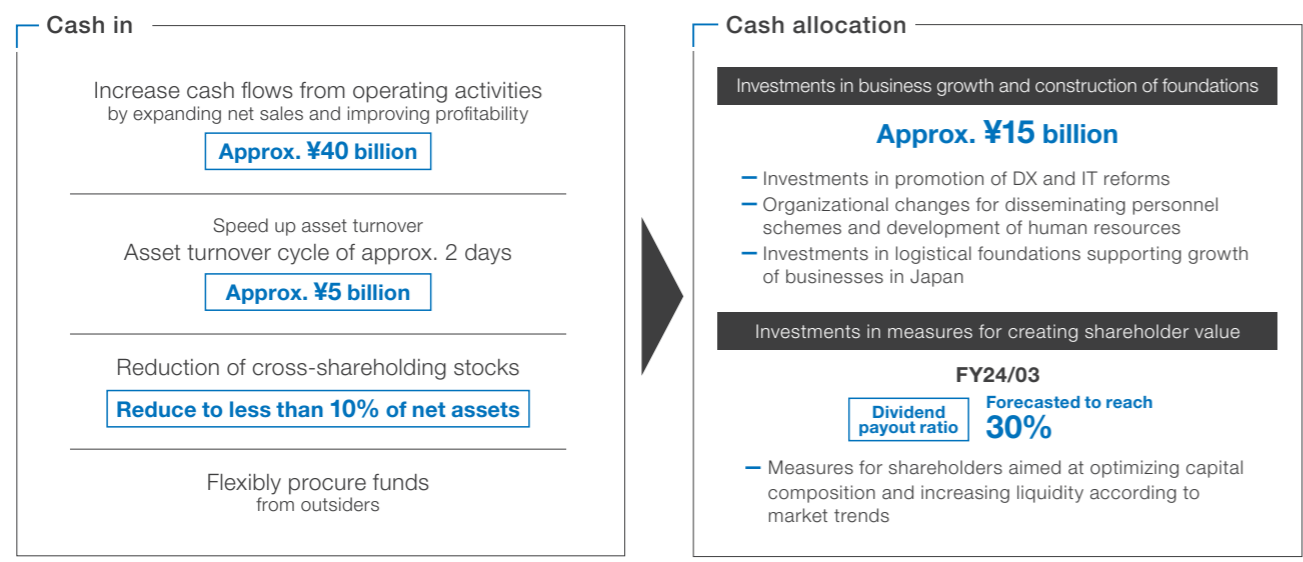 Cash in
Increase cash flows from operating activities
by expanding net sales and improving profitability
Approx. ¥40 billion
Speed up asset turnover
Asset turnover cycle of approx. 2 days
Approx. ¥5 billion
Reduction of cross-shareholding stocks
Reduce to less than 10% of net assets
Flexibly procure funds
from outsiders
Cash allocation
Investments in business growth and construction of foundations
Approx. ¥15 billion
– Investments in promotion of DX and IT reforms
– Organizational changes for disseminating personnel
schemes and development of human resources
– Investments in logistical foundations supporting growth
of businesses in Japan
Investments in measures for creating shareholder value
FY24/03
Dividend
payout ratio
Forecasted to reach
30%
– Measures for shareholders aimed at optimizing capital
composition and increasing liquidity according to
market trends